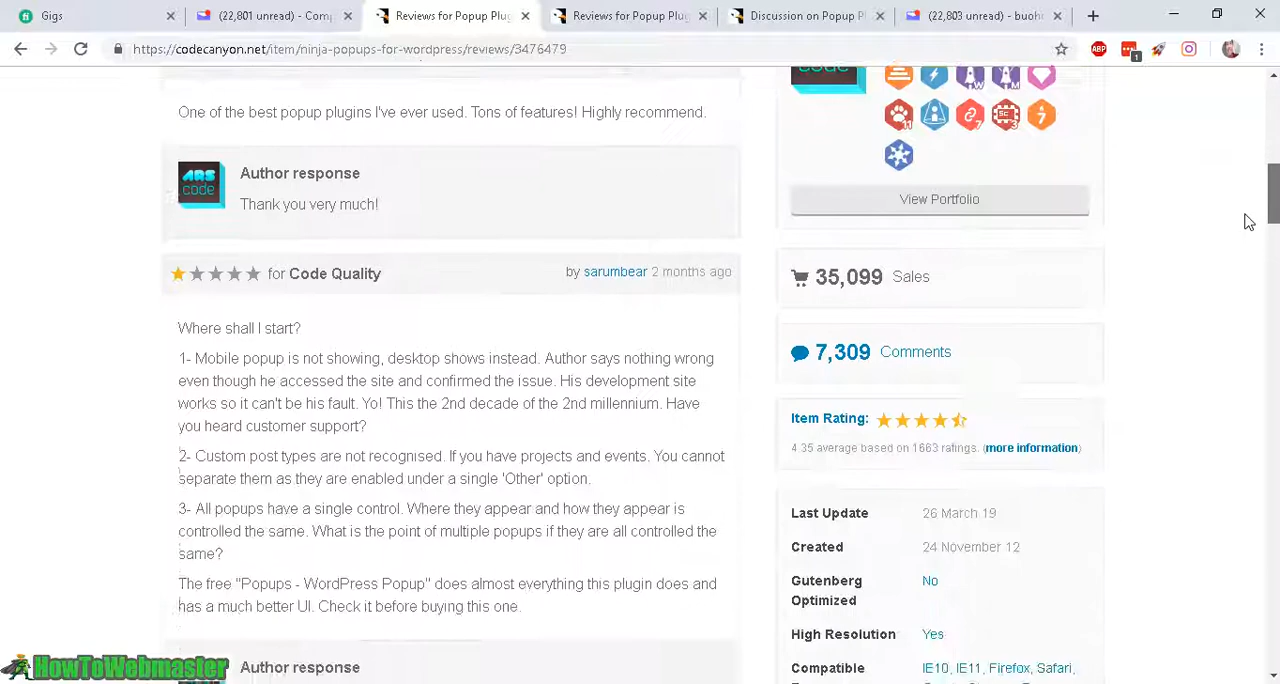 Gigs
(22,801 unread) - Comp
Reviews for Popup Plug
Reviews for Popup Plug
Discussion on Popup Pl
(22,803 unread) - buohr
https://codecanyon.net/item/ninja-popups-for-wordpress/reviews/3476479
ABP
1
One of the best popup plugins I've ever used. Tons of features! Highly recommend.
ARS
code
Author response
Thank you very much!
for Code Quality
by sarumbear 2 months ago
Where shall I start?
1- Mobile popup is not showing, desktop shows instead. Author says nothing wrong
even though he accessed the site and confirmed the issue. His development site
works so it can't be his fault. Yo! This the 2nd decade of the 2nd millennium. Have
you heard customer support?
2- Custom posts are not recognised. If you have projects and events. You cannot
separate them as they are enabled under a single 'Other' option.
3- All popups have a single control. Where they appear and how they appear is
controlled the same. What is the point of multiple popups if they are all controlled the
same?
The free "Popups - WordPress Popup" does almost everything this plugin does and
has a much better UI. Check it before buying this one.
Author response
code
View Portfolio
35,099 Sales
7,309 Comments
Item Rating:
4.35 average based on 1663 ratings. (more information)
Last Update 26 March 19
Created 24 November 12
Gutenberg No
Optimized
High Resolution Yes
Compatible IE10, IE11, Firefox, Safari,
HowToWebmaster